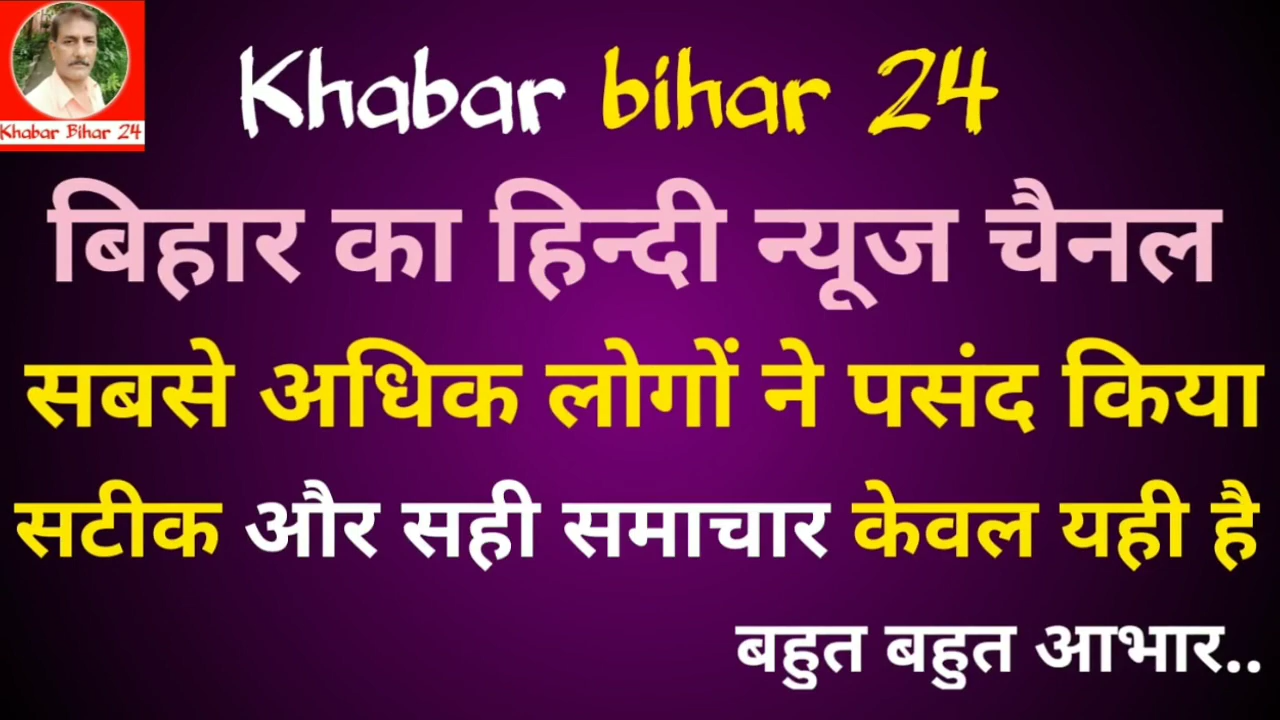 Khabar Bihar 24
Khabar bihar 24
बिहार का हिन्दी न्यूज चैनल
सबसे अधिक लोगों ने पसंद किया
सटीक और सही समाचार केवल यही है
बहुत बहुत आभार..